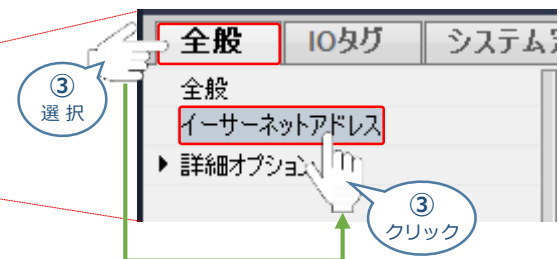 全般 IOタグ システム
③
選 択
全般
イーサーネットアドレス
▶ 詳細オプション
③
クリック